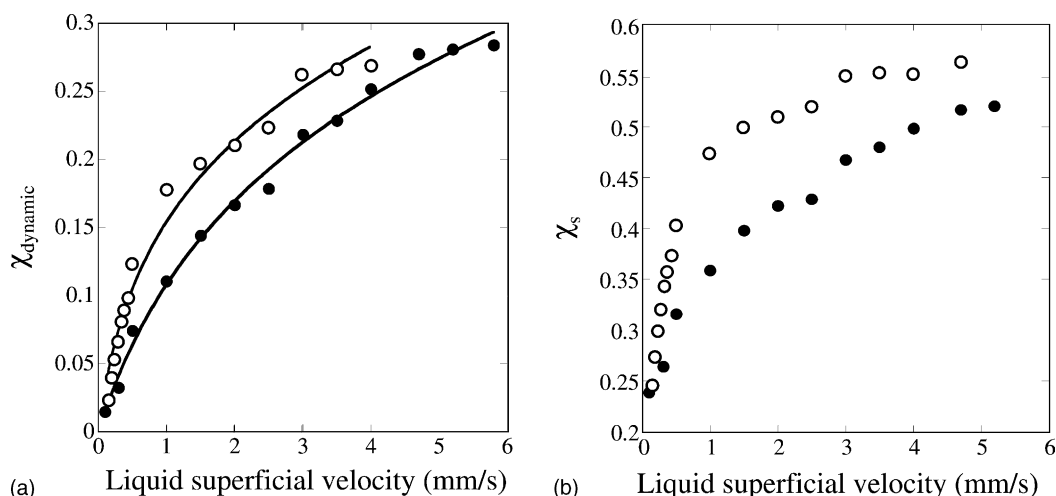 0.3
0.25
0.2
0.15
0.1
0.05
0
χdynamic
0 1 2 3 4 5 6
(a) Liquid superficial velocity (mm/s)
0.6
0.55
0.5
0.45
0.4
0.35
0.3
0.25
0.2
χs
0 1 2 3 4 5 6
(b) Liquid superficial velocity (mm/s)